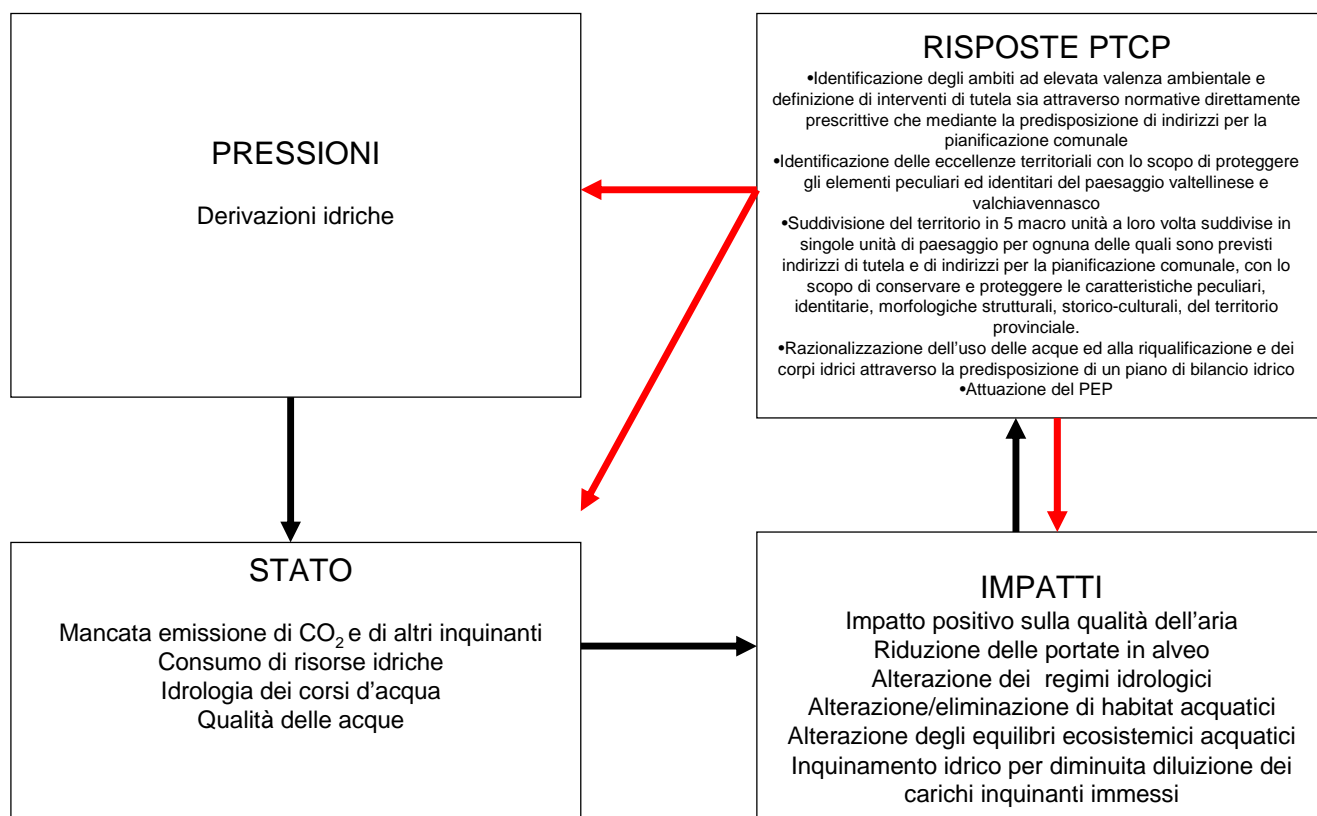 PRESSIONI
Derivazioni idriche
RISPOSTE PTCP
•Identificazione degli ambiti ad elevata valenza ambientale e
definizione di interventi di tutela sia attraverso normative direttamente
prescrittive che mediante la predisposizione di indirizzi per la
pianificazione comunale
•Identificazione delle eccellenze territoriali con lo scopo di proteggere
gli elementi peculiari ed identitari del paesaggio valtellinese e
valchiavennasco
•Suddivisione del territorio in 5 macro unità a loro volta suddivise in
singole unità di paesaggio per ognuna delle quali sono previsti
indirizzi di tutela e di indirizzi per la pianificazione comunale, con lo
scopo di conservare e proteggere le caratteristiche peculiari,
identitarie, morfologiche strutturali, storico-culturali, del territorio
provinciale.
•Razionalizzazione dell'uso delle acque ed alla riqualificazione e dei
corpi idrici attraverso la predisposizione di un piano di bilancio idrico
•Attuazione del PEP
STATO
Mancata emissione di CO2 e di altri inquinanti
Consumo di risorse idriche
Idrologia dei corsi d'acqua
Qualità delle acque
IMPATTI
Impatto positivo sulla qualità dell'aria
Riduzione delle portate in alveo
Alterazione dei regimi idrologici
Alterazione/eliminazione di habitat acquatici
Alterazione degli equilibri ecosistemici acquatici
Inquinamento idrico per diminuita diluizione dei
carichi inquinanti immessi